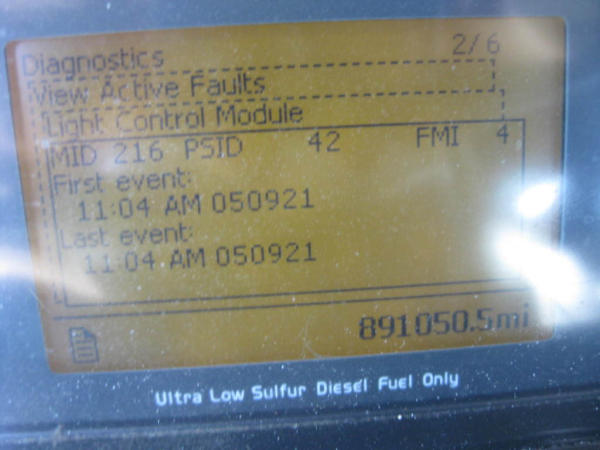 Diagnostics 2/6
View Active Faults
Light Control Module
MID 216 PSID 42 FMI 4
First event:
11:04 AM 050921
Last event:
11:04 AM 050921
891050.5mi
Ultra Low Sulfur Diesel Fuel Only